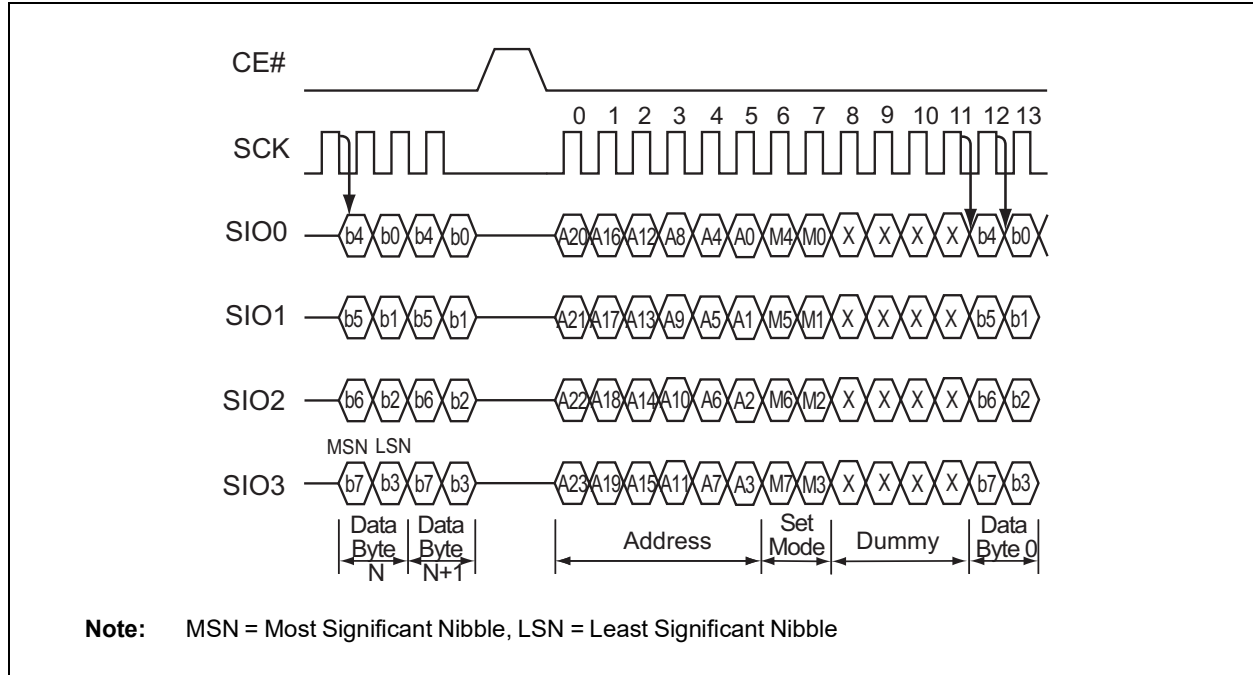 CE#
0 1 2 3 4 5 6 7 8 9 10 11 12 13
SCK
SIO0 b4 b0 b4 b0 A20 A16 A12 A8 A4 A0 M4 M0 X X X X b4 b0
SIO1 b5 b1 b5 b1 A21 A17 A13 A9 A5 A1 M5 M1 X X X X b5 b1
SIO2 b6 b2 b6 b2 A22 A18 A14 A10 A6 A2 M6 M2 X X X X b6 b2
MSN LSN
SIO3 b7 b3 b7 b3 A23 A19 A15 A11 A7 A3 M7 M3 X X X X b7 b3
Data Byte N
Data Byte N+1
Address
Set Mode
Dummy
Data Byte 0
Note: MSN = Most Significant Nibble, LSN = Least Significant Nibble